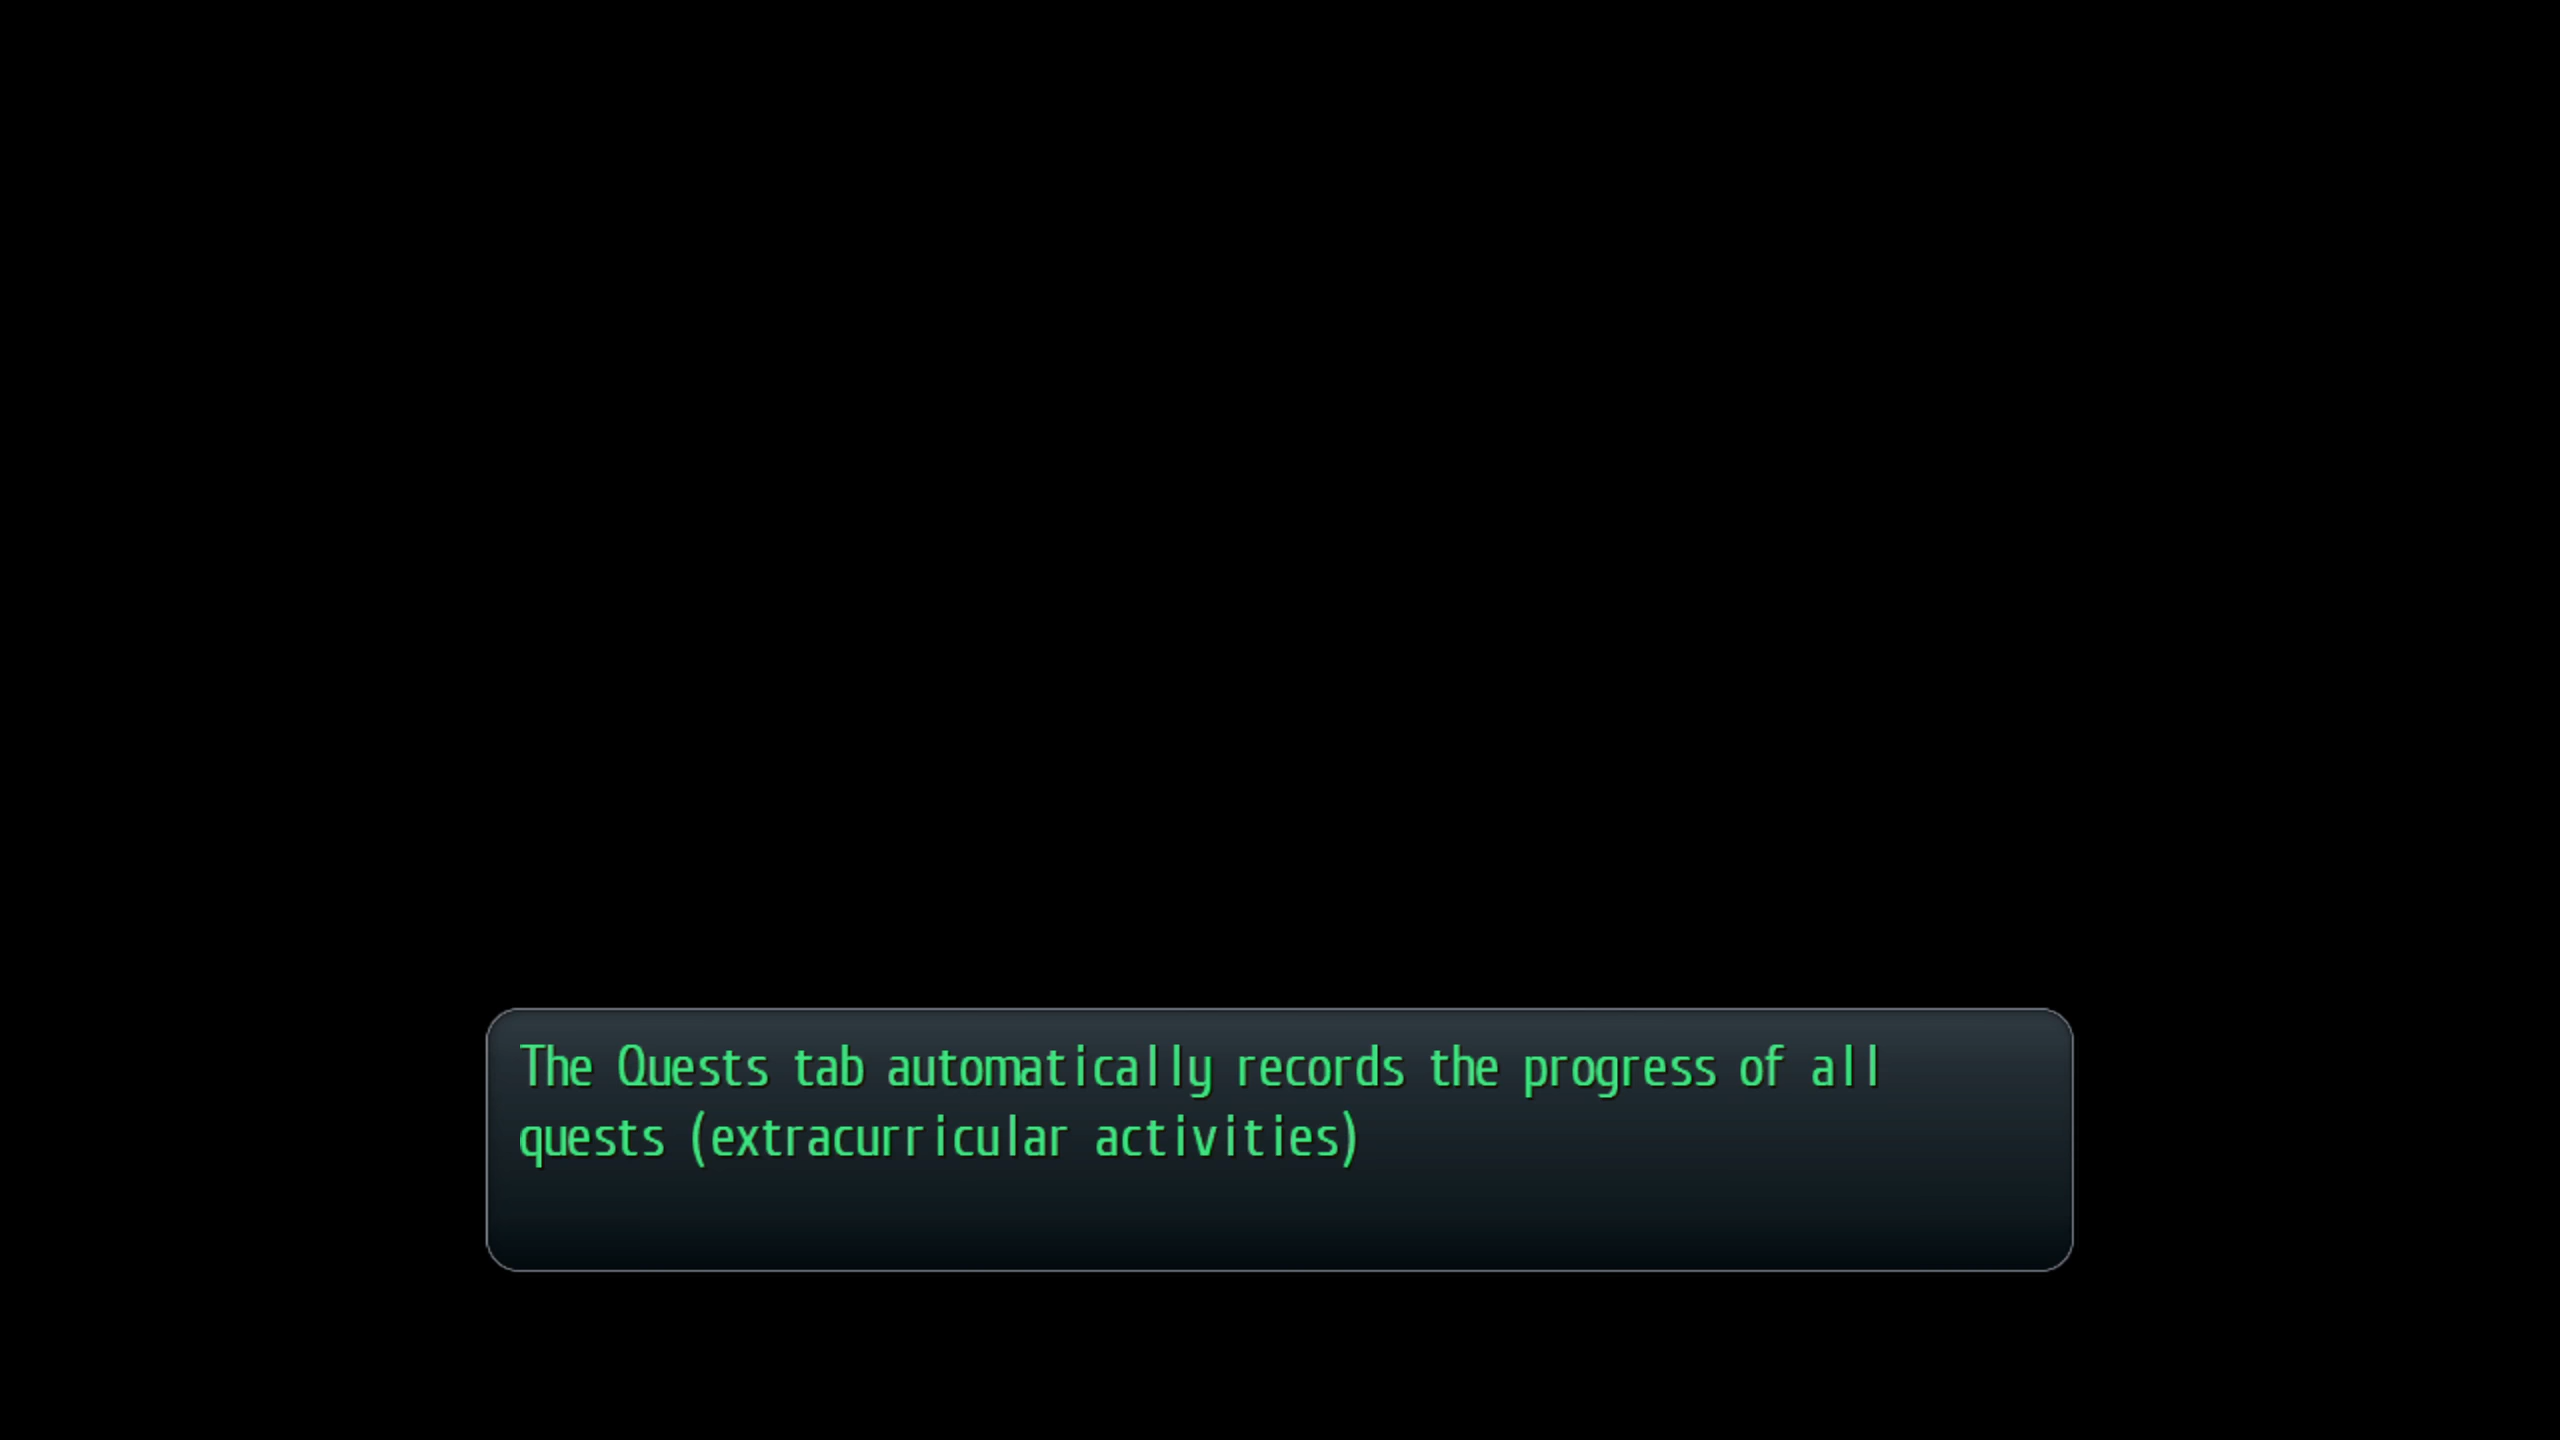 The Quests tab automatically records the progress of all
quests (extracurricular activities)